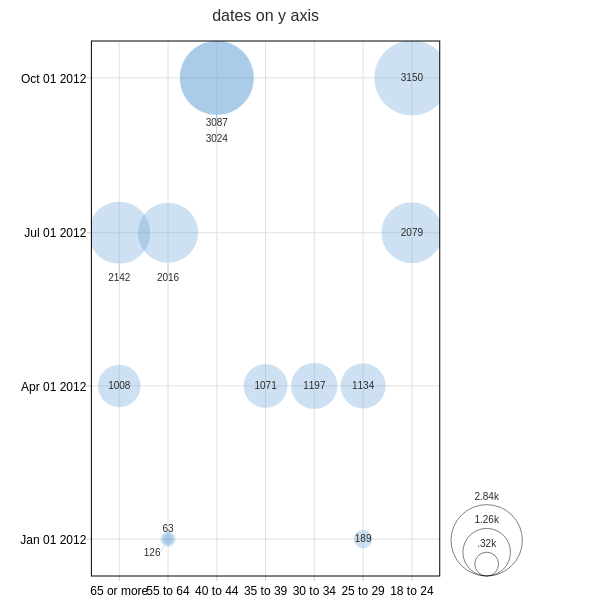 dates on y axis
Oct 01 2012
3150
3087
3024
Jul 01 2012
2079
2142
2016
Apr 01 2012
1008
1071
1197
1134
2.84k
1.26k
.32k
63
Jan 01 2012
189
126
65 or more
55 to 64
40 to 44
35 to 39
30 to 34
25 to 29
18 to 24